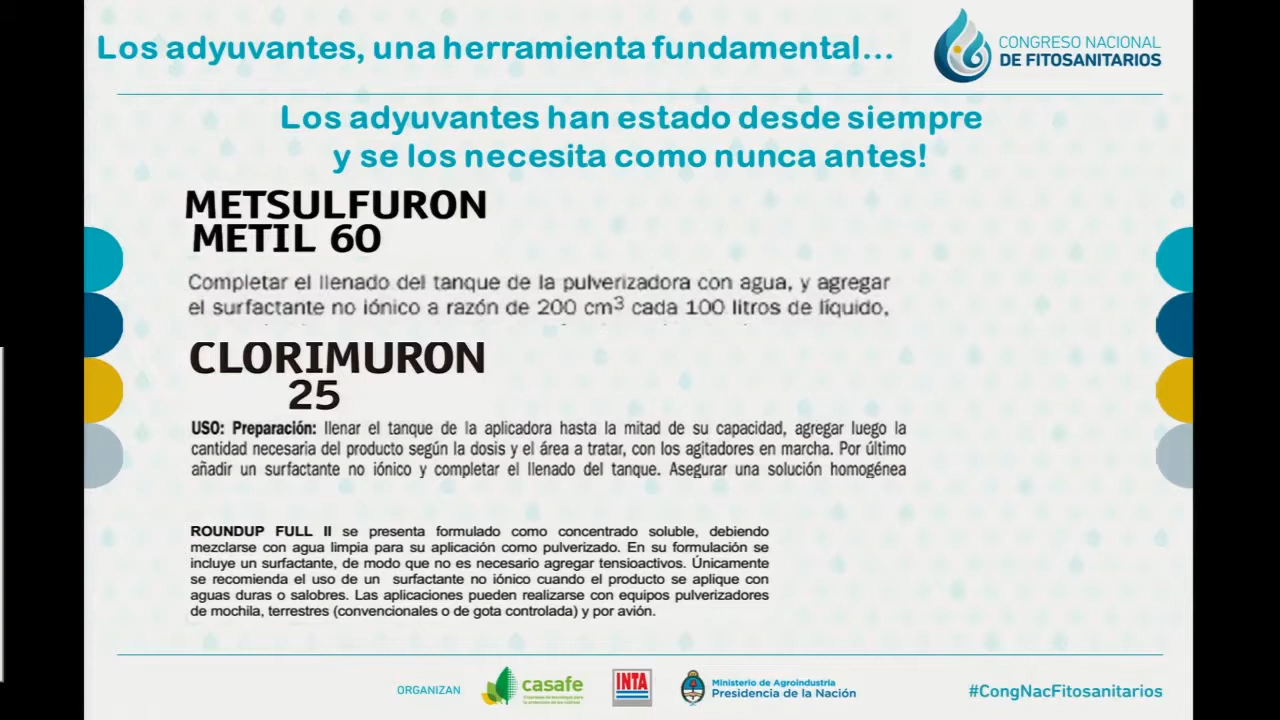 Los adyuvantes, una herramienta fundamental...
CONGRESO NACIONAL
DE FITOSANITARIOS
Los adyuvantes han estado desde siempre
y se los necesita como nunca antes!
METSULFURON
METIL 60
Completar el llenado del tanque de la pulverizadora con agua, y agregar
el surfactante no iónico a razón de 200 cm³ cada 100 litros de líquido,
CLORIMURON
25
USO: Preparación: llenar el tanque de la aplicadora hasta la mitad de su capacidad, agregar luego la
cantidad necesaria del producto según la dosis y el área a tratar, con los agitadores en marcha. Por último
añadir un surfactante no iónico y completar el llenado del tanque. Asegurar una solución homogénea
ROUNDUP FULL II se presenta formulado como concentrado soluble, debiendo
mezclarse con agua limpia para su aplicación como pulverizado. En su formulación se
incluye un surfactante, de modo que no es necesario agregar tensioactivos. Únicamente
se recomienda el uso de un surfactante no iónico cuando el producto se aplique con
aguas duras o salobres. Las aplicaciones pueden realizarse con equipos pulverizadores
de mochila, terrestres (convencionales o de gota controlada) y por avión.
ORGANIZAN
casafe
INTA
Ministerio de Agroindustria
Presidencia de la Nación
#CongNacFitosanitarios